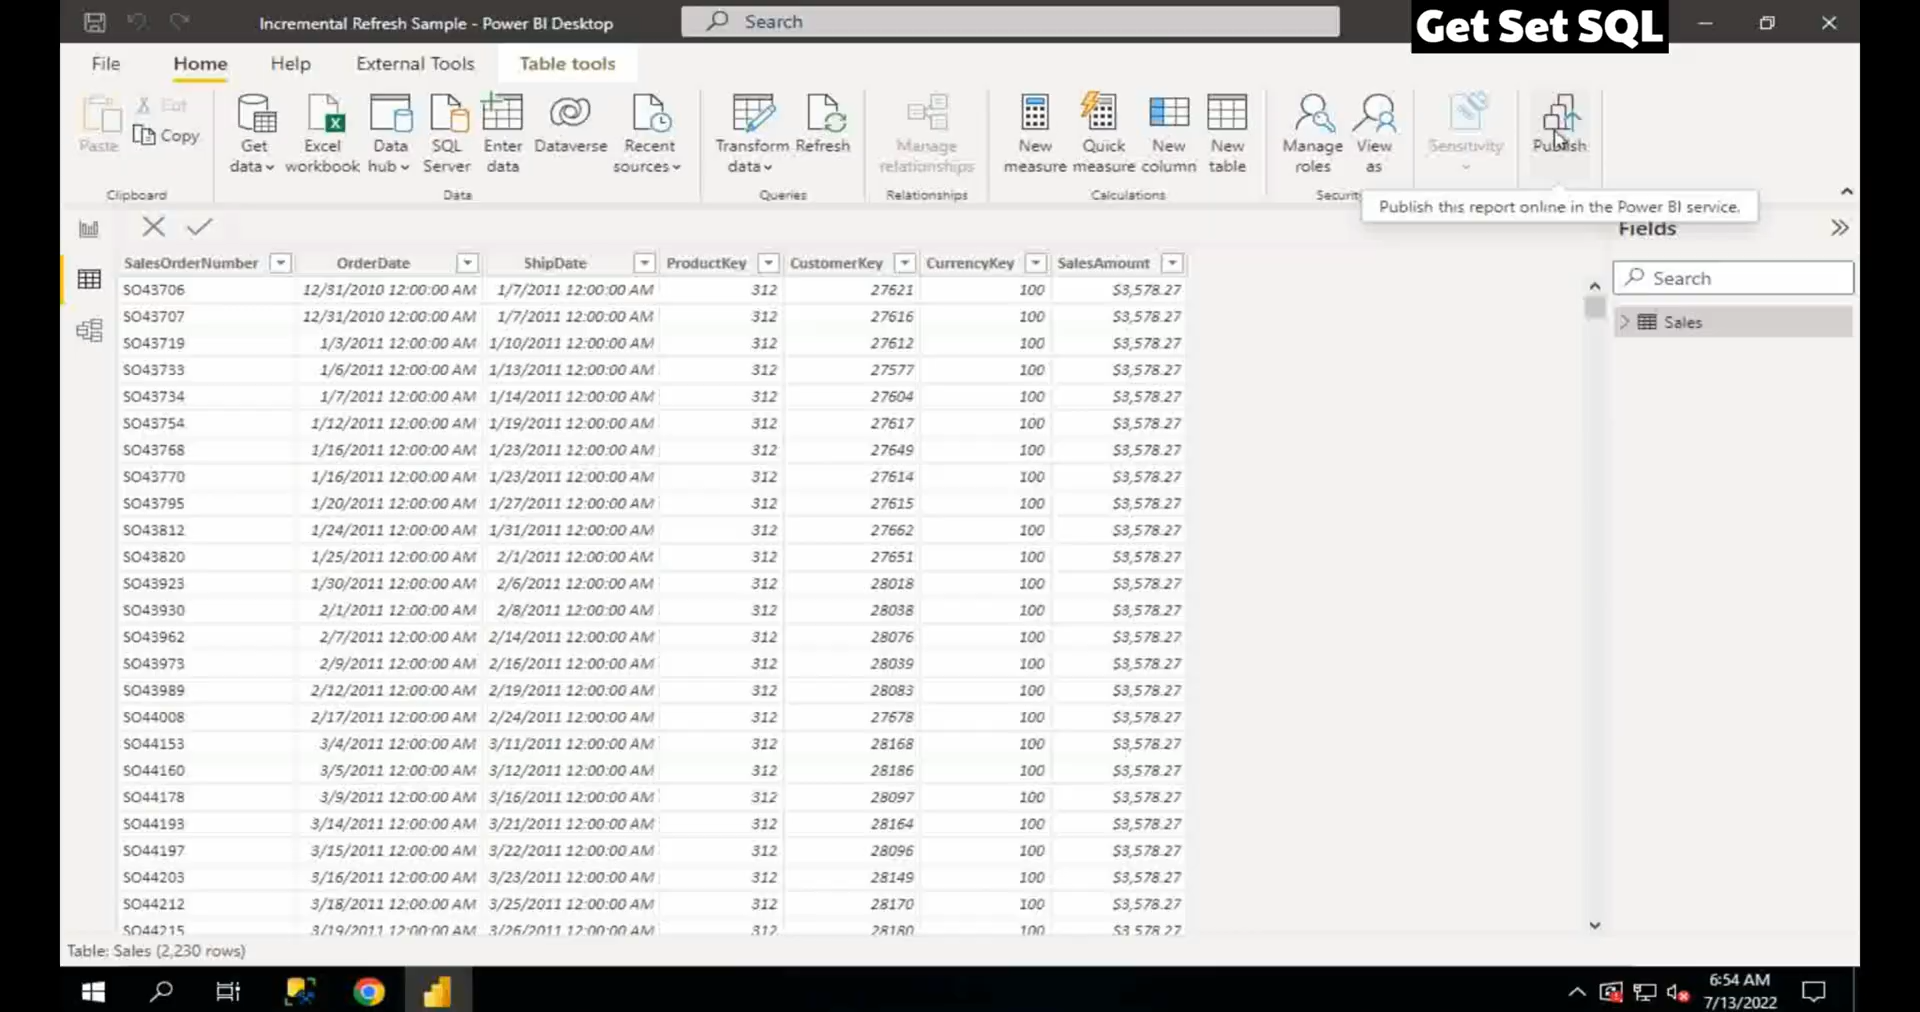 Incremental Refresh Sample - Power BI Desktop
Search
Get Set SQL
File Home Help External Tools Table tools
Paste
Cut
Copy
Get data
Excel workbook
Data hub
SQL Server
Enter data
Dataverse
Recent sources
Transform data
Refresh
Manage relationships
New measure
Quick measure
New column
New table
Manage roles
View as
Sensitivity
Publish
Clipboard Data Queries Relationships Calculations
Publish this report online in the Power BI service.
Fields
Search
Sales
SalesOrderNumber OrderDate ShipDate ProductKey CustomerKey CurrencyKey SalesAmount
SO43706 12/31/2010 12:00:00 AM 1/7/2011 12:00:00 AM 312 27621 100 $3,578.27
SO43707 12/31/2010 12:00:00 AM 1/7/2011 12:00:00 AM 312 27616 100 $3,578.27
SO43719 1/3/2011 12:00:00 AM 1/10/2011 12:00:00 AM 312 27612 100 $3,578.27
SO43733 1/6/2011 12:00:00 AM 1/13/2011 12:00:00 AM 312 27577 100 $3,578.27
SO43734 1/7/2011 12:00:00 AM 1/14/2011 12:00:00 AM 312 27604 100 $3,578.27
SO43754 1/12/2011 12:00:00 AM 1/19/2011 12:00:00 AM 312 27617 100 $3,578.27
SO43768 1/16/2011 12:00:00 AM 1/23/2011 12:00:00 AM 312 27649 100 $3,578.27
SO43770 1/16/2011 12:00:00 AM 1/23/2011 12:00:00 AM 312 27614 100 $3,578.27
SO43795 1/20/2011 12:00:00 AM 1/27/2011 12:00:00 AM 312 27615 100 $3,578.27
SO43812 1/24/2011 12:00:00 AM 1/31/2011 12:00:00 AM 312 27662 100 $3,578.27
SO43820 1/25/2011 12:00:00 AM 2/1/2011 12:00:00 AM 312 27651 100 $3,578.27
SO43923 1/30/2011 12:00:00 AM 2/6/2011 12:00:00 AM 312 28018 100 $3,578.27
SO43930 2/1/2011 12:00:00 AM 2/8/2011 12:00:00 AM 312 28038 100 $3,578.27
SO43962 2/7/2011 12:00:00 AM 2/14/2011 12:00:00 AM 312 28076 100 $3,578.27
SO43973 2/9/2011 12:00:00 AM 2/16/2011 12:00:00 AM 312 28039 100 $3,578.27
SO43989 2/12/2011 12:00:00 AM 2/19/2011 12:00:00 AM 312 28083 100 $3,578.27
SO44008 2/17/2011 12:00:00 AM 2/24/2011 12:00:00 AM 312 27678 100 $3,578.27
SO44153 3/4/2011 12:00:00 AM 3/11/2011 12:00:00 AM 312 28168 100 $3,578.27
SO44160 3/5/2011 12:00:00 AM 3/12/2011 12:00:00 AM 312 28186 100 $3,578.27
SO44178 3/9/2011 12:00:00 AM 3/16/2011 12:00:00 AM 312 28097 100 $3,578.27
SO44193 3/14/2011 12:00:00 AM 3/21/2011 12:00:00 AM 312 28164 100 $3,578.27
SO44197 3/15/2011 12:00:00 AM 3/22/2011 12:00:00 AM 312 28096 100 $3,578.27
SO44203 3/16/2011 12:00:00 AM 3/23/2011 12:00:00 AM 312 28149 100 $3,578.27
SO44212 3/18/2011 12:00:00 AM 3/25/2011 12:00:00 AM 312 28170 100 $3,578.27
SO44215 3/19/2011 12:00:00 AM 3/26/2011 12:00:00 AM 312 28180 100 $3,578.27
Table: Sales (2,230 rows)
6:54 AM
7/13/2022